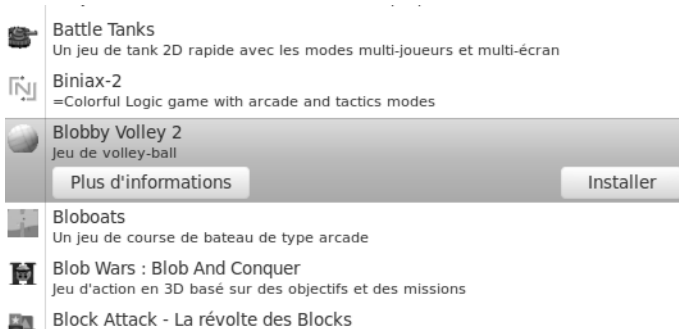 Battle Tanks
Un jeu de tank 2D rapide avec les modes multi-joueurs et multi-écran
Biniax-2
=Colorful Logic game with arcade and tactics modes
Blobby Volley 2
Jeu de volley-ball
Plus d'informations
Installer
Bloboats
Un jeu de course de bateau de type arcade
Blob Wars : Blob And Conquer
Jeu d'action en 3D basé sur des objectifs et des missions
Block Attack - La révolte des Blocks